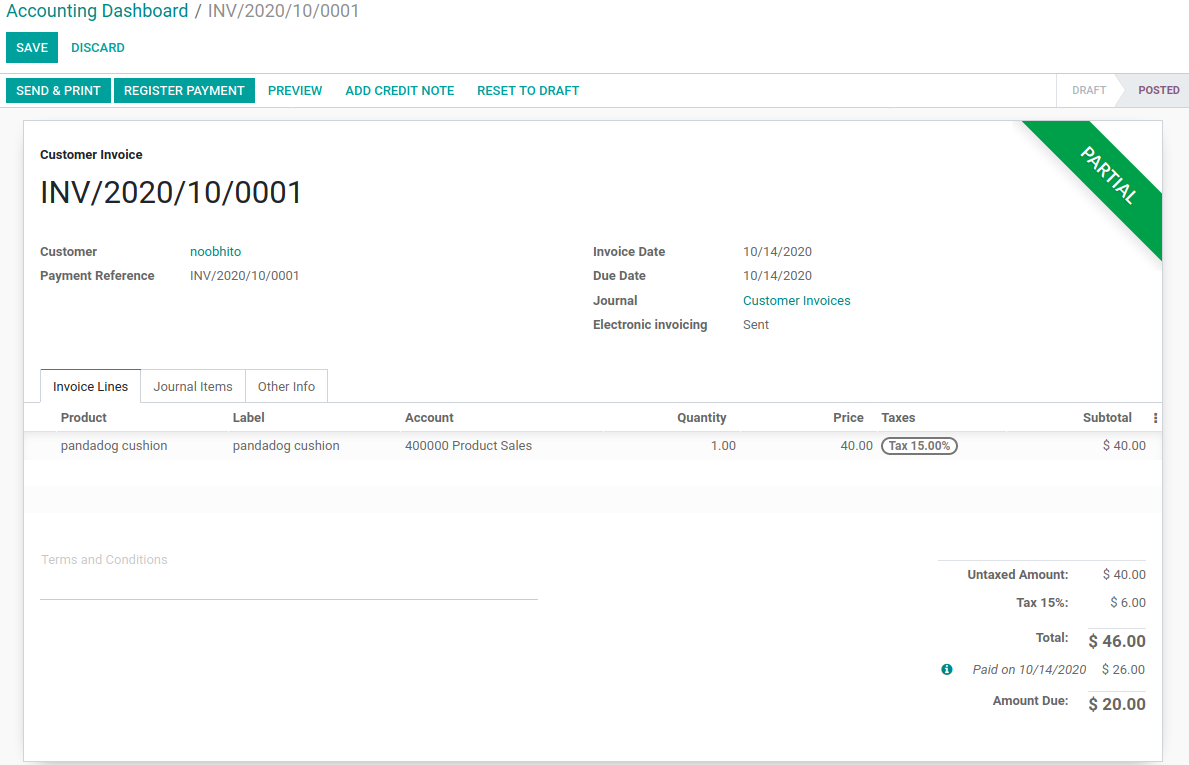 Accounting Dashboard / INV/2020/10/0001
SAVE DISCARD
SEND & PRINT REGISTER PAYMENT PREVIEW ADD CREDIT NOTE RESET TO DRAFT DRAFT POSTED
PARTIAL
Customer Invoice
INV/2020/10/0001
Customer noobhito Invoice Date 10/14/2020
Payment Reference INV/2020/10/0001 Due Date 10/14/2020
Journal Customer Invoices
Electronic invoicing Sent
Invoice Lines Journal Items Other Info
Product Label Account Quantity Price Taxes Subtotal
pandadog cushion pandadog cushion 400000 Product Sales 1.00 40.00 Tax 15.00% $ 40.00
Terms and Conditions
Untaxed Amount: $ 40.00
Tax 15%: $ 6.00
Total: $ 46.00
Paid on 10/14/2020 $ 26.00
Amount Due: $ 20.00